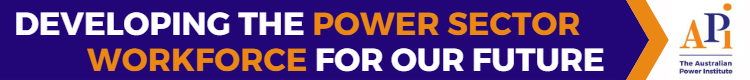 DEVELOPING THE POWER SECTOR
WORKFORCE FOR OUR FUTURE
APi
The Australian
Power Institute